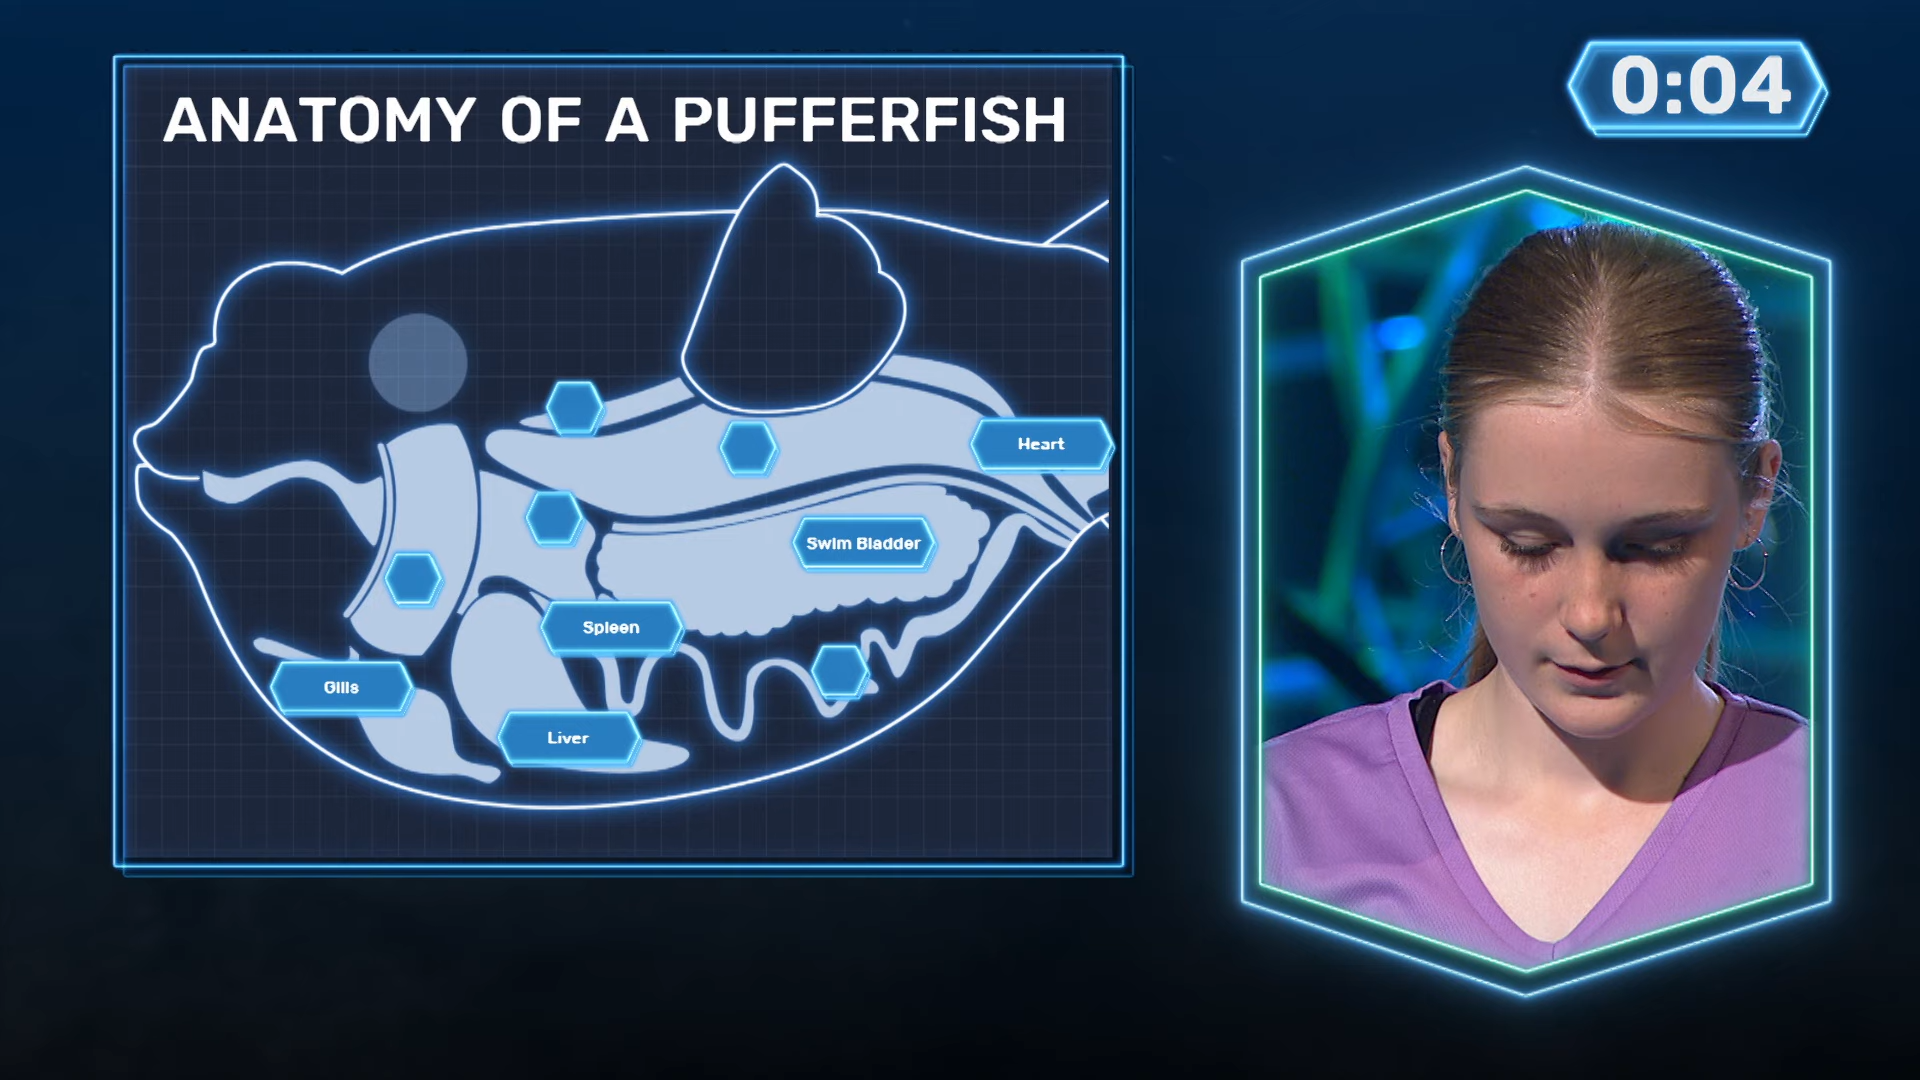 ANATOMY OF A PUFFERFISH
0:04
Heart
Swim Bladder
Spleen
Gills
Liver